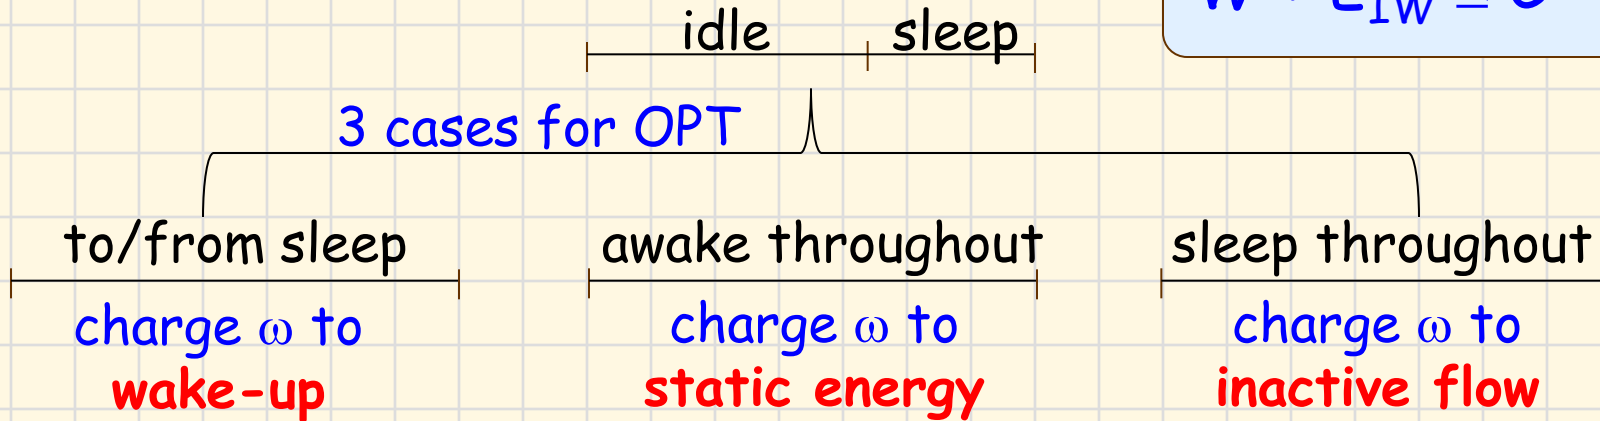 idle sleep
3 cases for OPT
to/from sleep awake throughout sleep throughout
charge ω to charge ω to charge ω to
wake-up static energy inactive flow